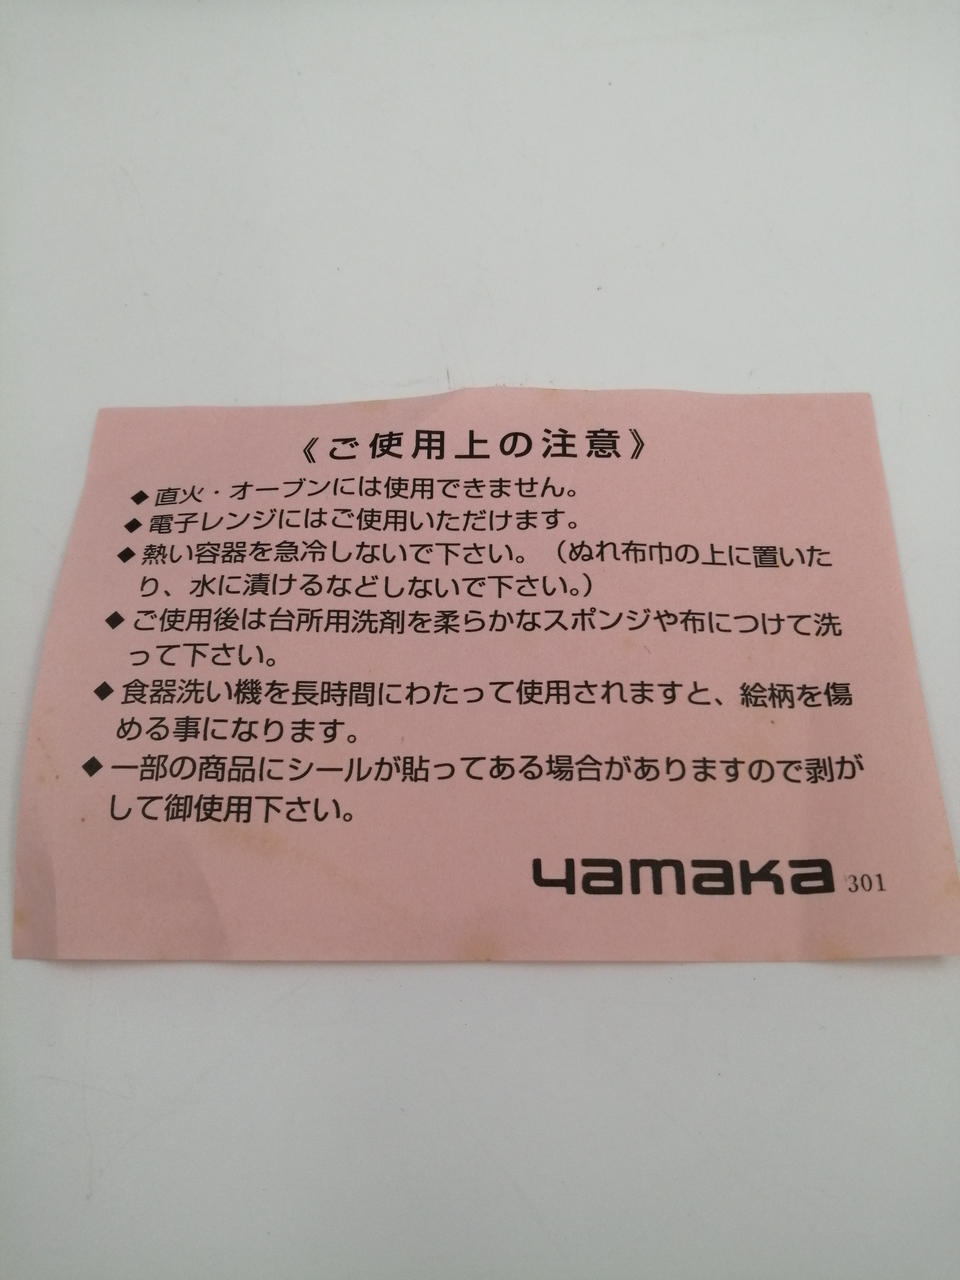 《ご使用上の注意》
◆直火・オーブンには使用できません。
◆電子レンジにはご使用いただけます。
◆熱い容器を急冷しないで下さい。（ぬれ布巾の上に置いた
り、水に漬けるなどしないで下さい。）
◆ご使用後は台所用洗剤を柔らかなスポンジや布につけて洗
って下さい。
◆食器洗い機を長時間にわたって使用されますと、絵柄を傷
める事になります。
◆一部の商品にシールが貼ってある場合がありますので剥が
して御使用下さい。
yamaka 301